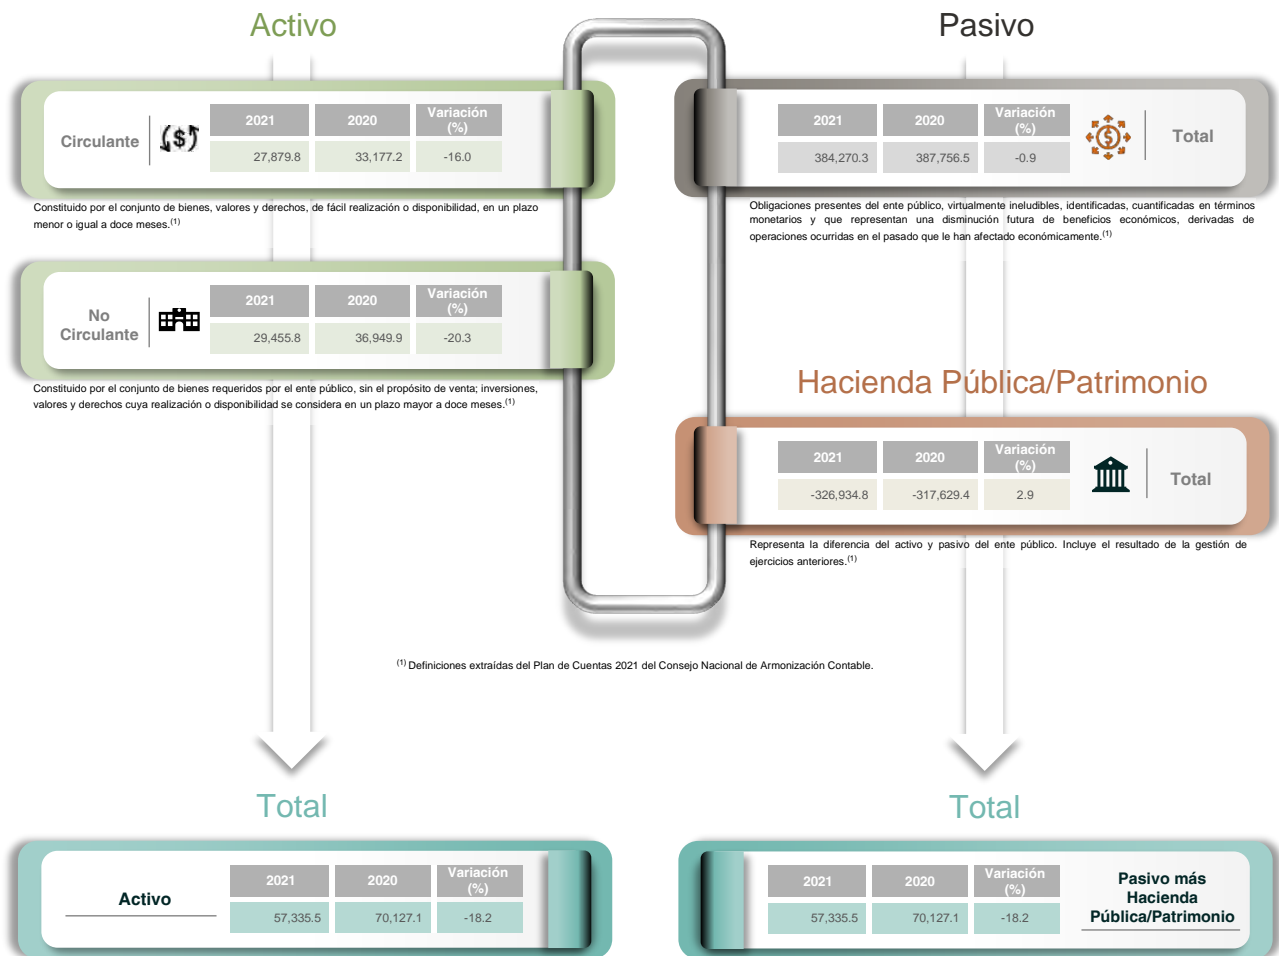 Activo
Circulante
2021 2020 Variación (%)
27,879.8 33,177.2 -16.0
Constituido por el conjunto de bienes, valores y derechos, de fácil realización o disponibilidad, en un plazo
menor o igual a doce meses.(1)
No
Circulante
2021 2020 Variación (%)
29,455.8 36,949.9 -20.3
Constituido por el conjunto de bienes requeridos por el ente público, sin el propósito de venta; inversiones,
valores y derechos cuya realización o disponibilidad se considera en un plazo mayor a doce meses.(1)
Pasivo
2021 2020 Variación (%)
384,270.3 387,756.5 -0.9
Total
Obligaciones presentes del ente público, virtualmente ineludibles, identificadas, cuantificadas en términos
monetarios y que representan una disminución futura de beneficios económicos, derivadas de
operaciones ocurridas en el pasado que le han afectado económicamente.(1)
Hacienda Pública/Patrimonio
2021 2020 Variación (%)
-326,934.8 -317,629.4 2.9
Total
Representa la diferencia del activo y pasivo del ente público. Incluye el resultado de la gestión de
ejercicios anteriores.(1)
(1) Definiciones extraídas del Plan de Cuentas 2021 del Consejo Nacional de Armonización Contable.
Total
Activo
2021 2020 Variación (%)
57,335.5 70,127.1 -18.2
Total
2021 2020 Variación (%)
57,335.5 70,127.1 -18.2
Pasivo más
Hacienda
Pública/Patrimonio